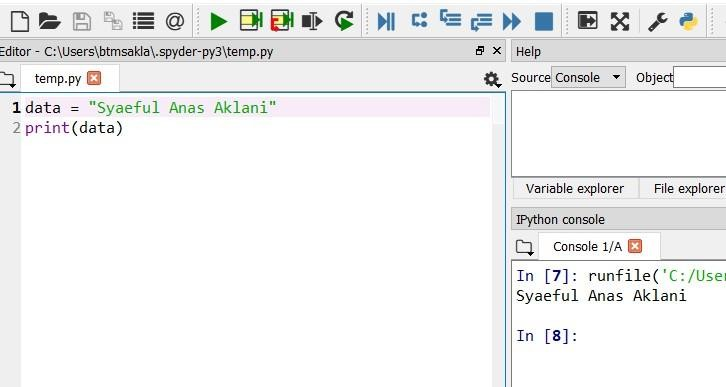 Editor - C:\Users\btmsakla\.spyder-py3\temp.py
temp.py
1 data = "Syaeful Anas Aklani"
2 print(data)
Help
Source Console Object
Variable explorer File explorer
IPython console
Console 1/A
In [7]: runfile('C:/User
Syaeful Anas Aklani
In [8]: